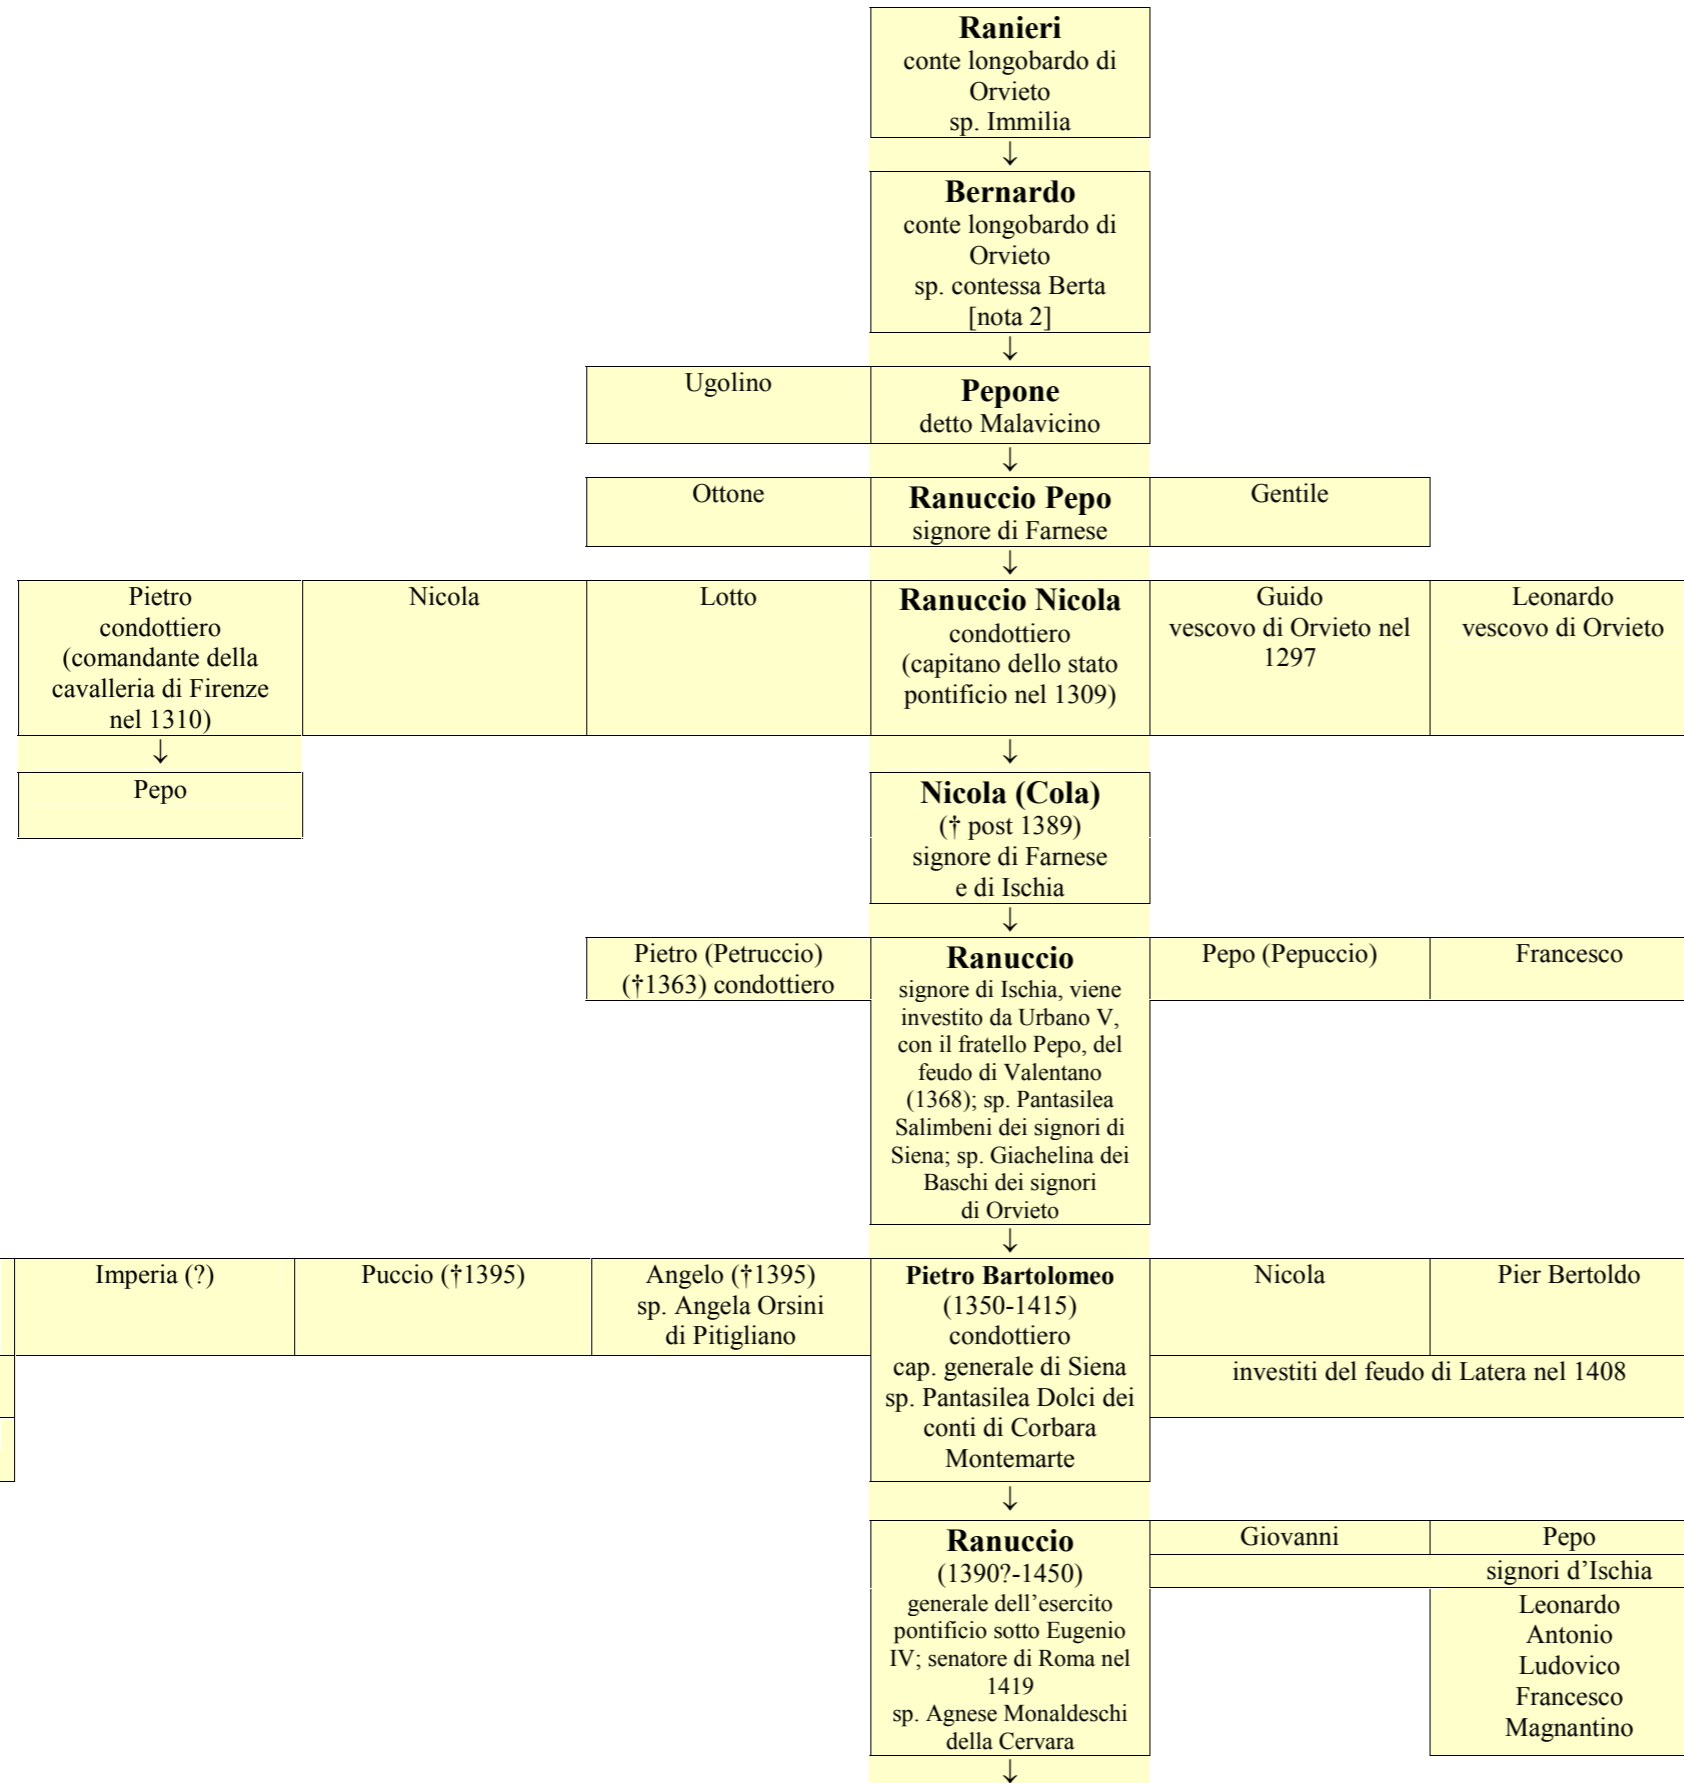 Ranieri
conte longobardo di
Orvieto
sp. Immilia
↓
Bernardo
conte longobardo di
Orvieto
sp. contessa Berta
[nota 2]
↓
Ugolino
Pepone
detto Malavicino
↓
Ottone
Ranuccio Pepo
signore di Farnese
Gentile
↓
Pietro
condottiero
(comandante della
cavalleria di Firenze
nel 1310)
Nicola
Lotto
Ranuccio Nicola
condottiero
(capitano dello stato
pontificio nel 1309)
Guido
vescovo di Orvieto nel
1297
Leonardo
vescovo di Orvieto
↓
↓
Pepo
Nicola (Cola)
(† post 1389)
signore di Farnese
e di Ischia
↓
Pietro (Petruccio)
(†1363) condottiero
Ranuccio
signore di Ischia, viene
investito da Urbano V,
con il fratello Pepo, del
feudo di Valentano
(1368); sp. Pantasilea
Salimbeni dei signori di
Siena; sp. Giachelina dei
Baschi dei signori
di Orvieto
Pepo (Pepuccio)
Francesco
↓
Imperia (?)
Puccio (†1395)
Angelo (†1395)
sp. Angela Orsini
di Pitigliano
Pietro Bartolomeo
(1350-1415)
condottiero
cap. generale di Siena
sp. Pantasilea Dolci dei
conti di Corbara
Montemarte
Nicola
Pier Bertoldo
investiti del feudo di Latera nel 1408
↓
Ranuccio
(1390?-1450)
generale dell’esercito
pontificio sotto Eugenio
IV; senatore di Roma nel
1419
sp. Agnese Monaldeschi
della Cervara
Giovanni
Pepo
signori d’Ischia
Leonardo
Antonio
Ludovico
Francesco
Magnantino
↓